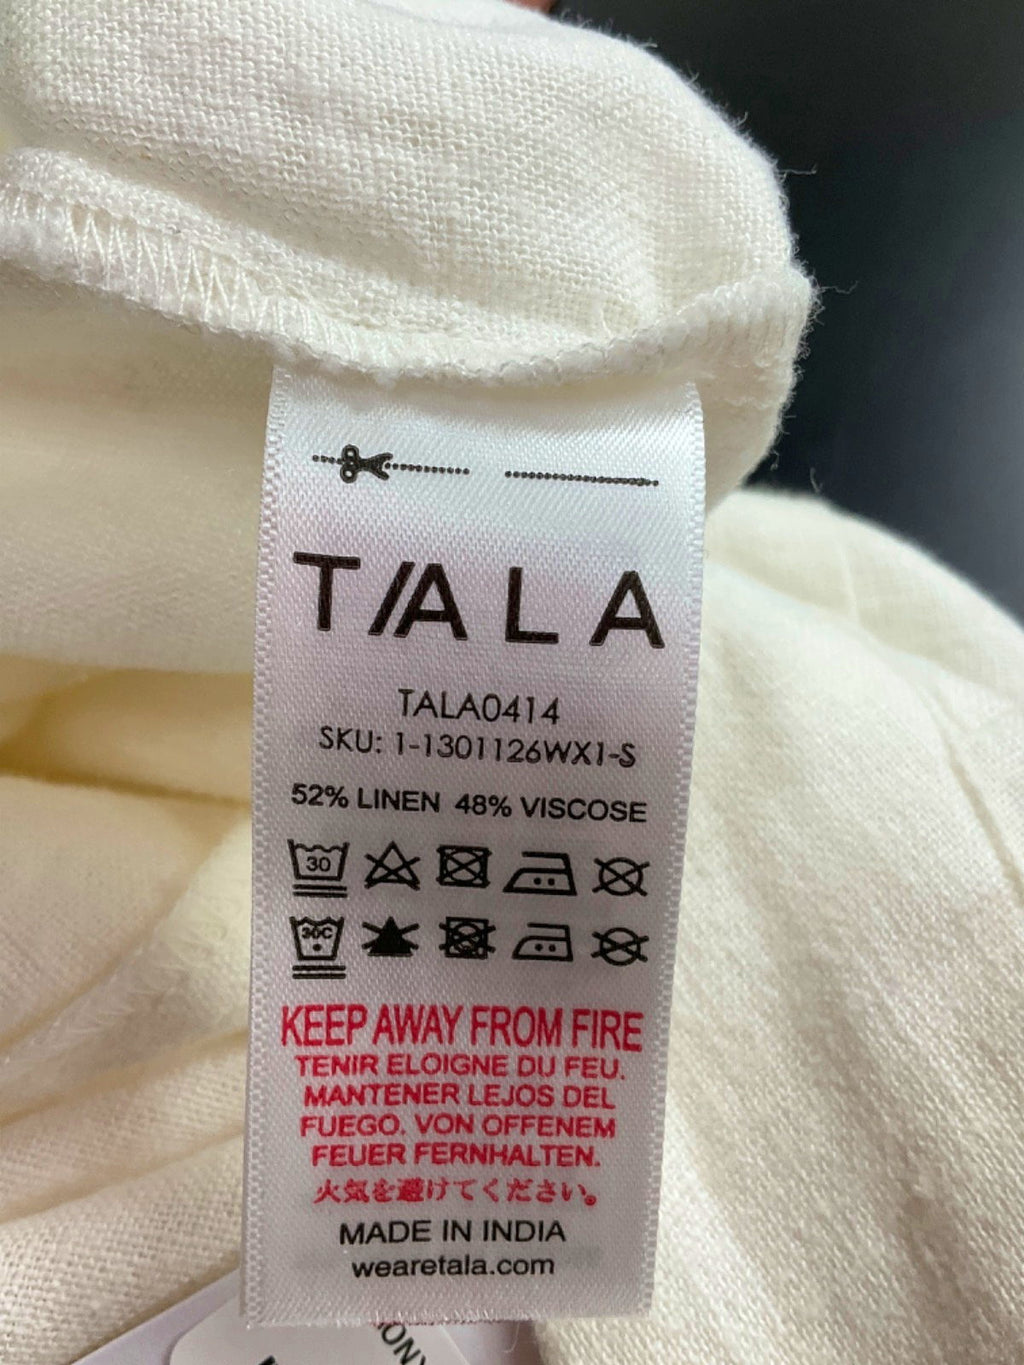 TALA
TALA0414
SKU: 1-1301126WX1-S
52% LINEN 48% VISCOSE
30
30C
KEEP AWAY FROM FIRE
TENIR ELOIGNE DU FEU.
MANTENER LEJOS DEL
FUEGO. VON OFFENEM
FEUER FERNHALTEN.
火気を避けてください。
MADE IN INDIA
wearetala.com